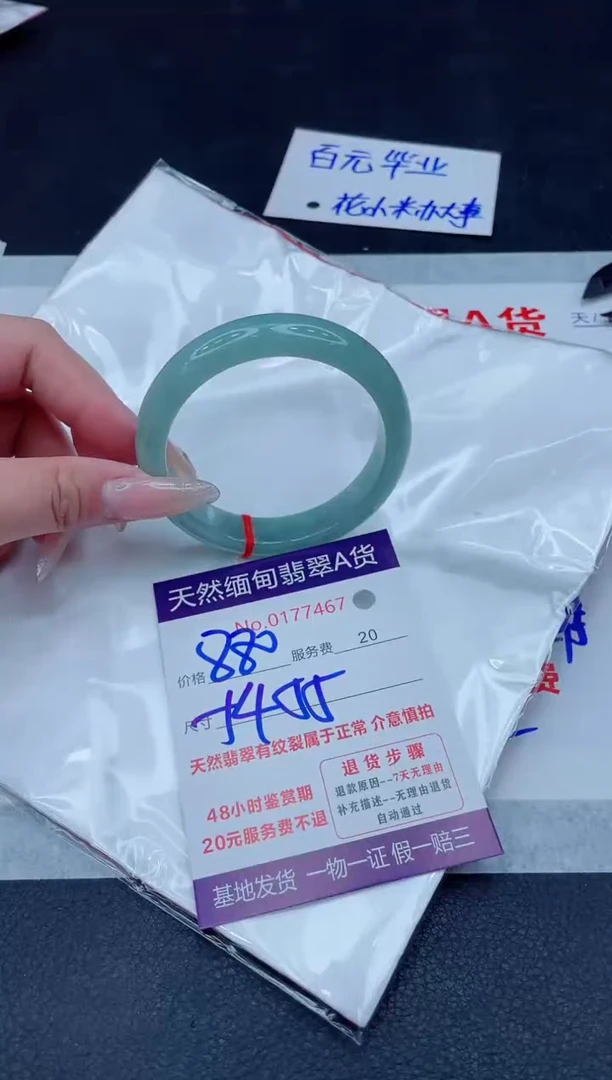 百元毕业
花小米办大事
翡翠A货
天然缅甸翡翠A货
No.0177467
价格 880 服务费 20
尺寸
天然翡翠有纹裂属于正常 介意慎拍
48小时鉴赏期
20元服务费不退
退货步骤
退款原因--7天无理由
补充描述--无理由退货
自动通过
基地发货 一物一证 假一赔三